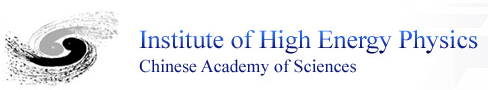 Institute of High Energy Physics
Chinese Academy of Sciences